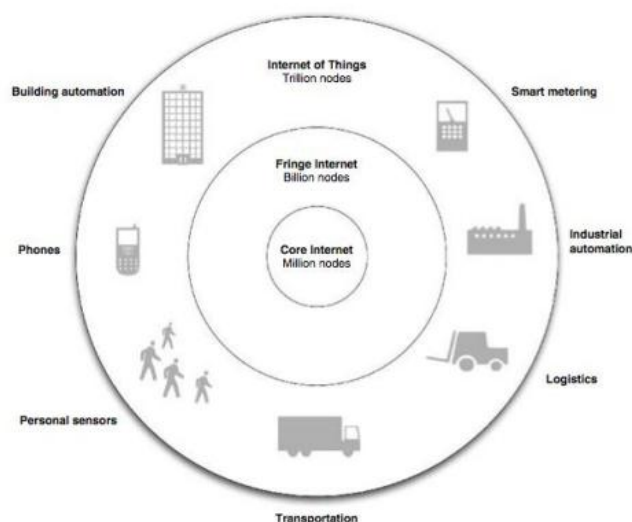 Internet of Things
Trillion nodes
Building automation
Smart metering
Fringe Internet
Billion nodes
Phones
Core Internet
Million nodes
Industrial
automation
Logistics
Personal sensors
Transportation